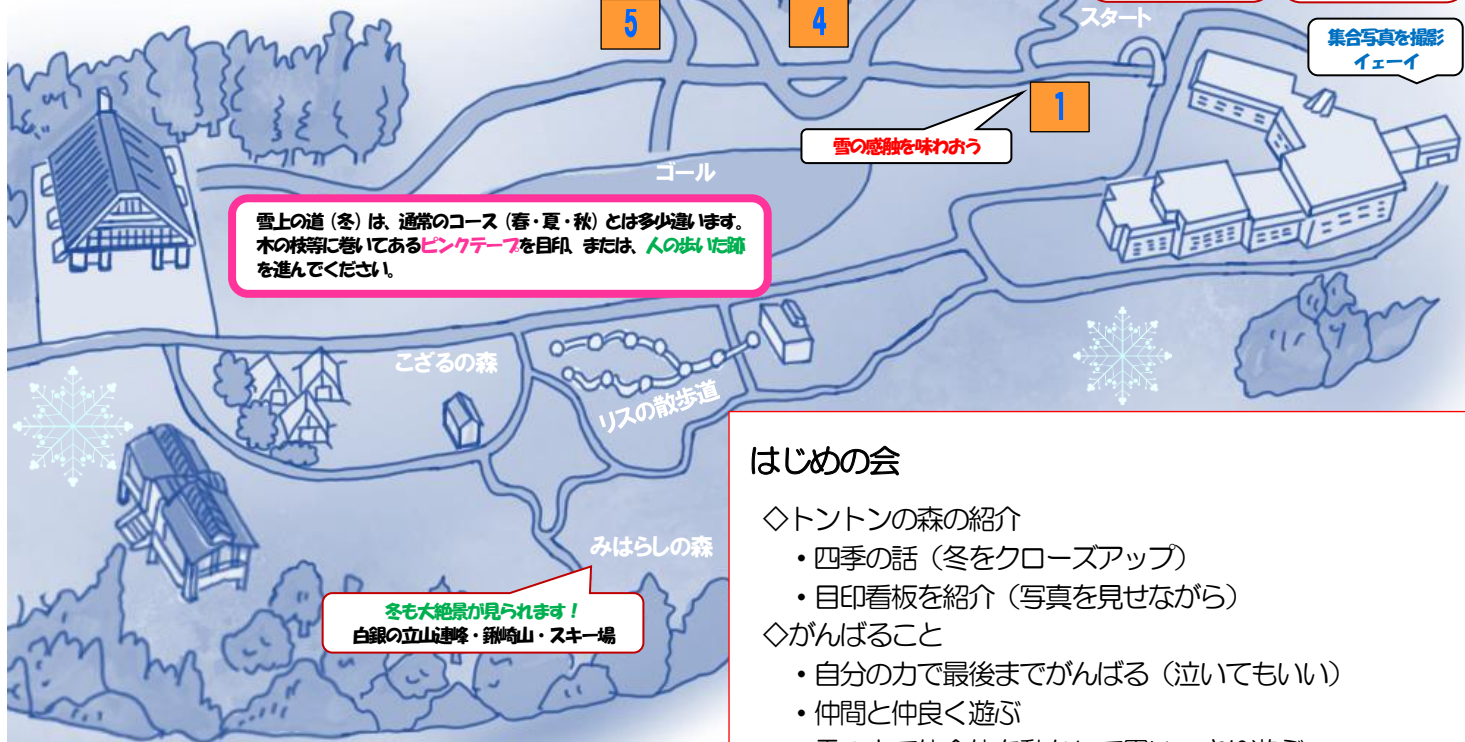 5
4
スタート
集合写真を撮影
イェーイ
1
雪の感触を味わおう
ゴール
雪上の道（冬）は、通常のコース（春・夏・秋）とは多少違います。
木の枝等に巻いてあるピンクテープを目印、または、人の歩いた跡
を進んでください。
こざるの森
リスの散歩道
みはらしの森
冬も大絶景が見られます！
白銀の立山連峰・鍬崎山・スキー場
はじめの会
◇トントンの森の紹介
・四季の話（冬をクローズアップ）
・目印看板を紹介（写真を見せながら）
◇がんばること
・自分の力で最後までがんばる（泣いてもいい）
・仲間と仲良く遊ぶ